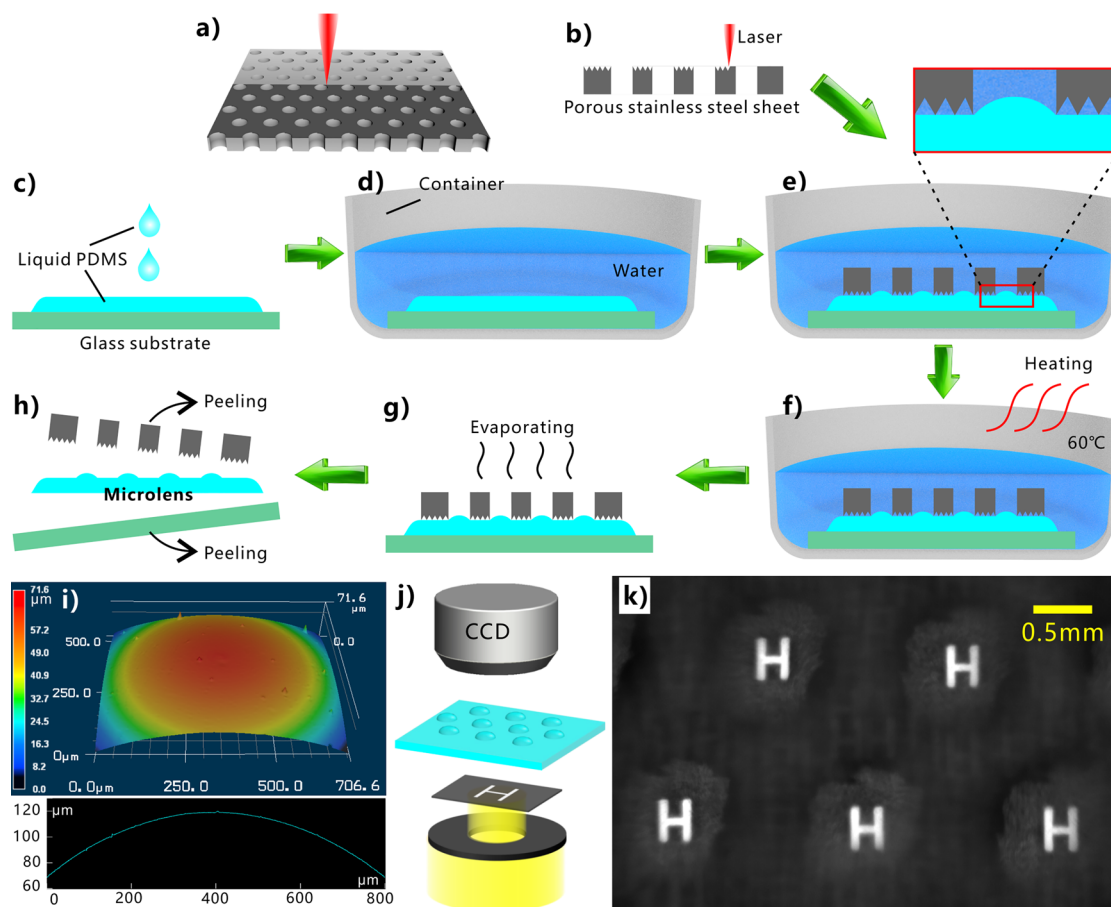 a)
b)
Laser
Porous stainless steel sheet
c)
Liquid PDMS
Glass substrate
d)
Container
Water
e)
Heating
f)
60℃
g)
Evaporating
h)
Peeling
Microlens
Peeling
i)
71.6
μm
57.2
49.0
40.9
32.7
24.5
16.3
8.2
0.0
71.6
μm
500.0
0.0
250.0
0μm
0.0μm
250.0
500.0
706.6
μm
120
100
80
60
μm
0
200
400
600
800
j)
CCD
H
k)
0.5mm
H
H
H
H
H